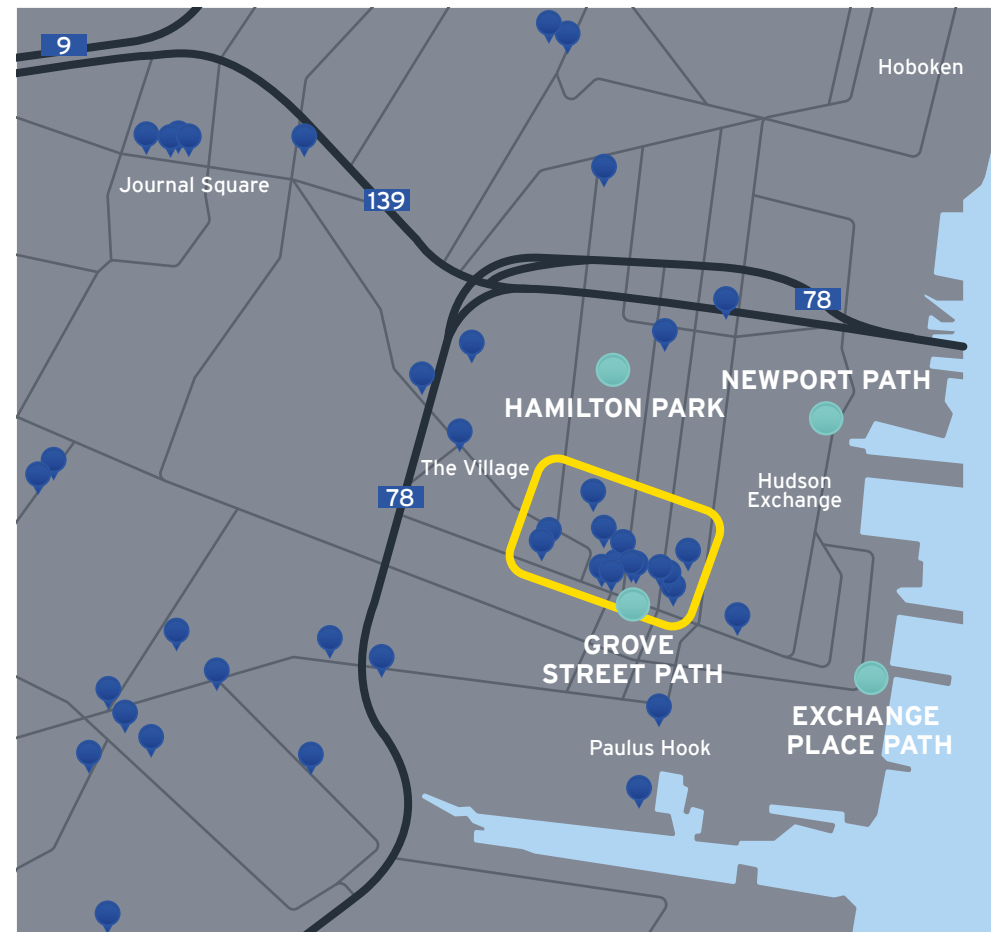 9
Hoboken
Journal Square
139
78
NEWPORT PATH
HAMILTON PARK
The Village
Hudson
Exchange
78
GROVE
STREET PATH
EXCHANGE
PLACE PATH
Paulus Hook